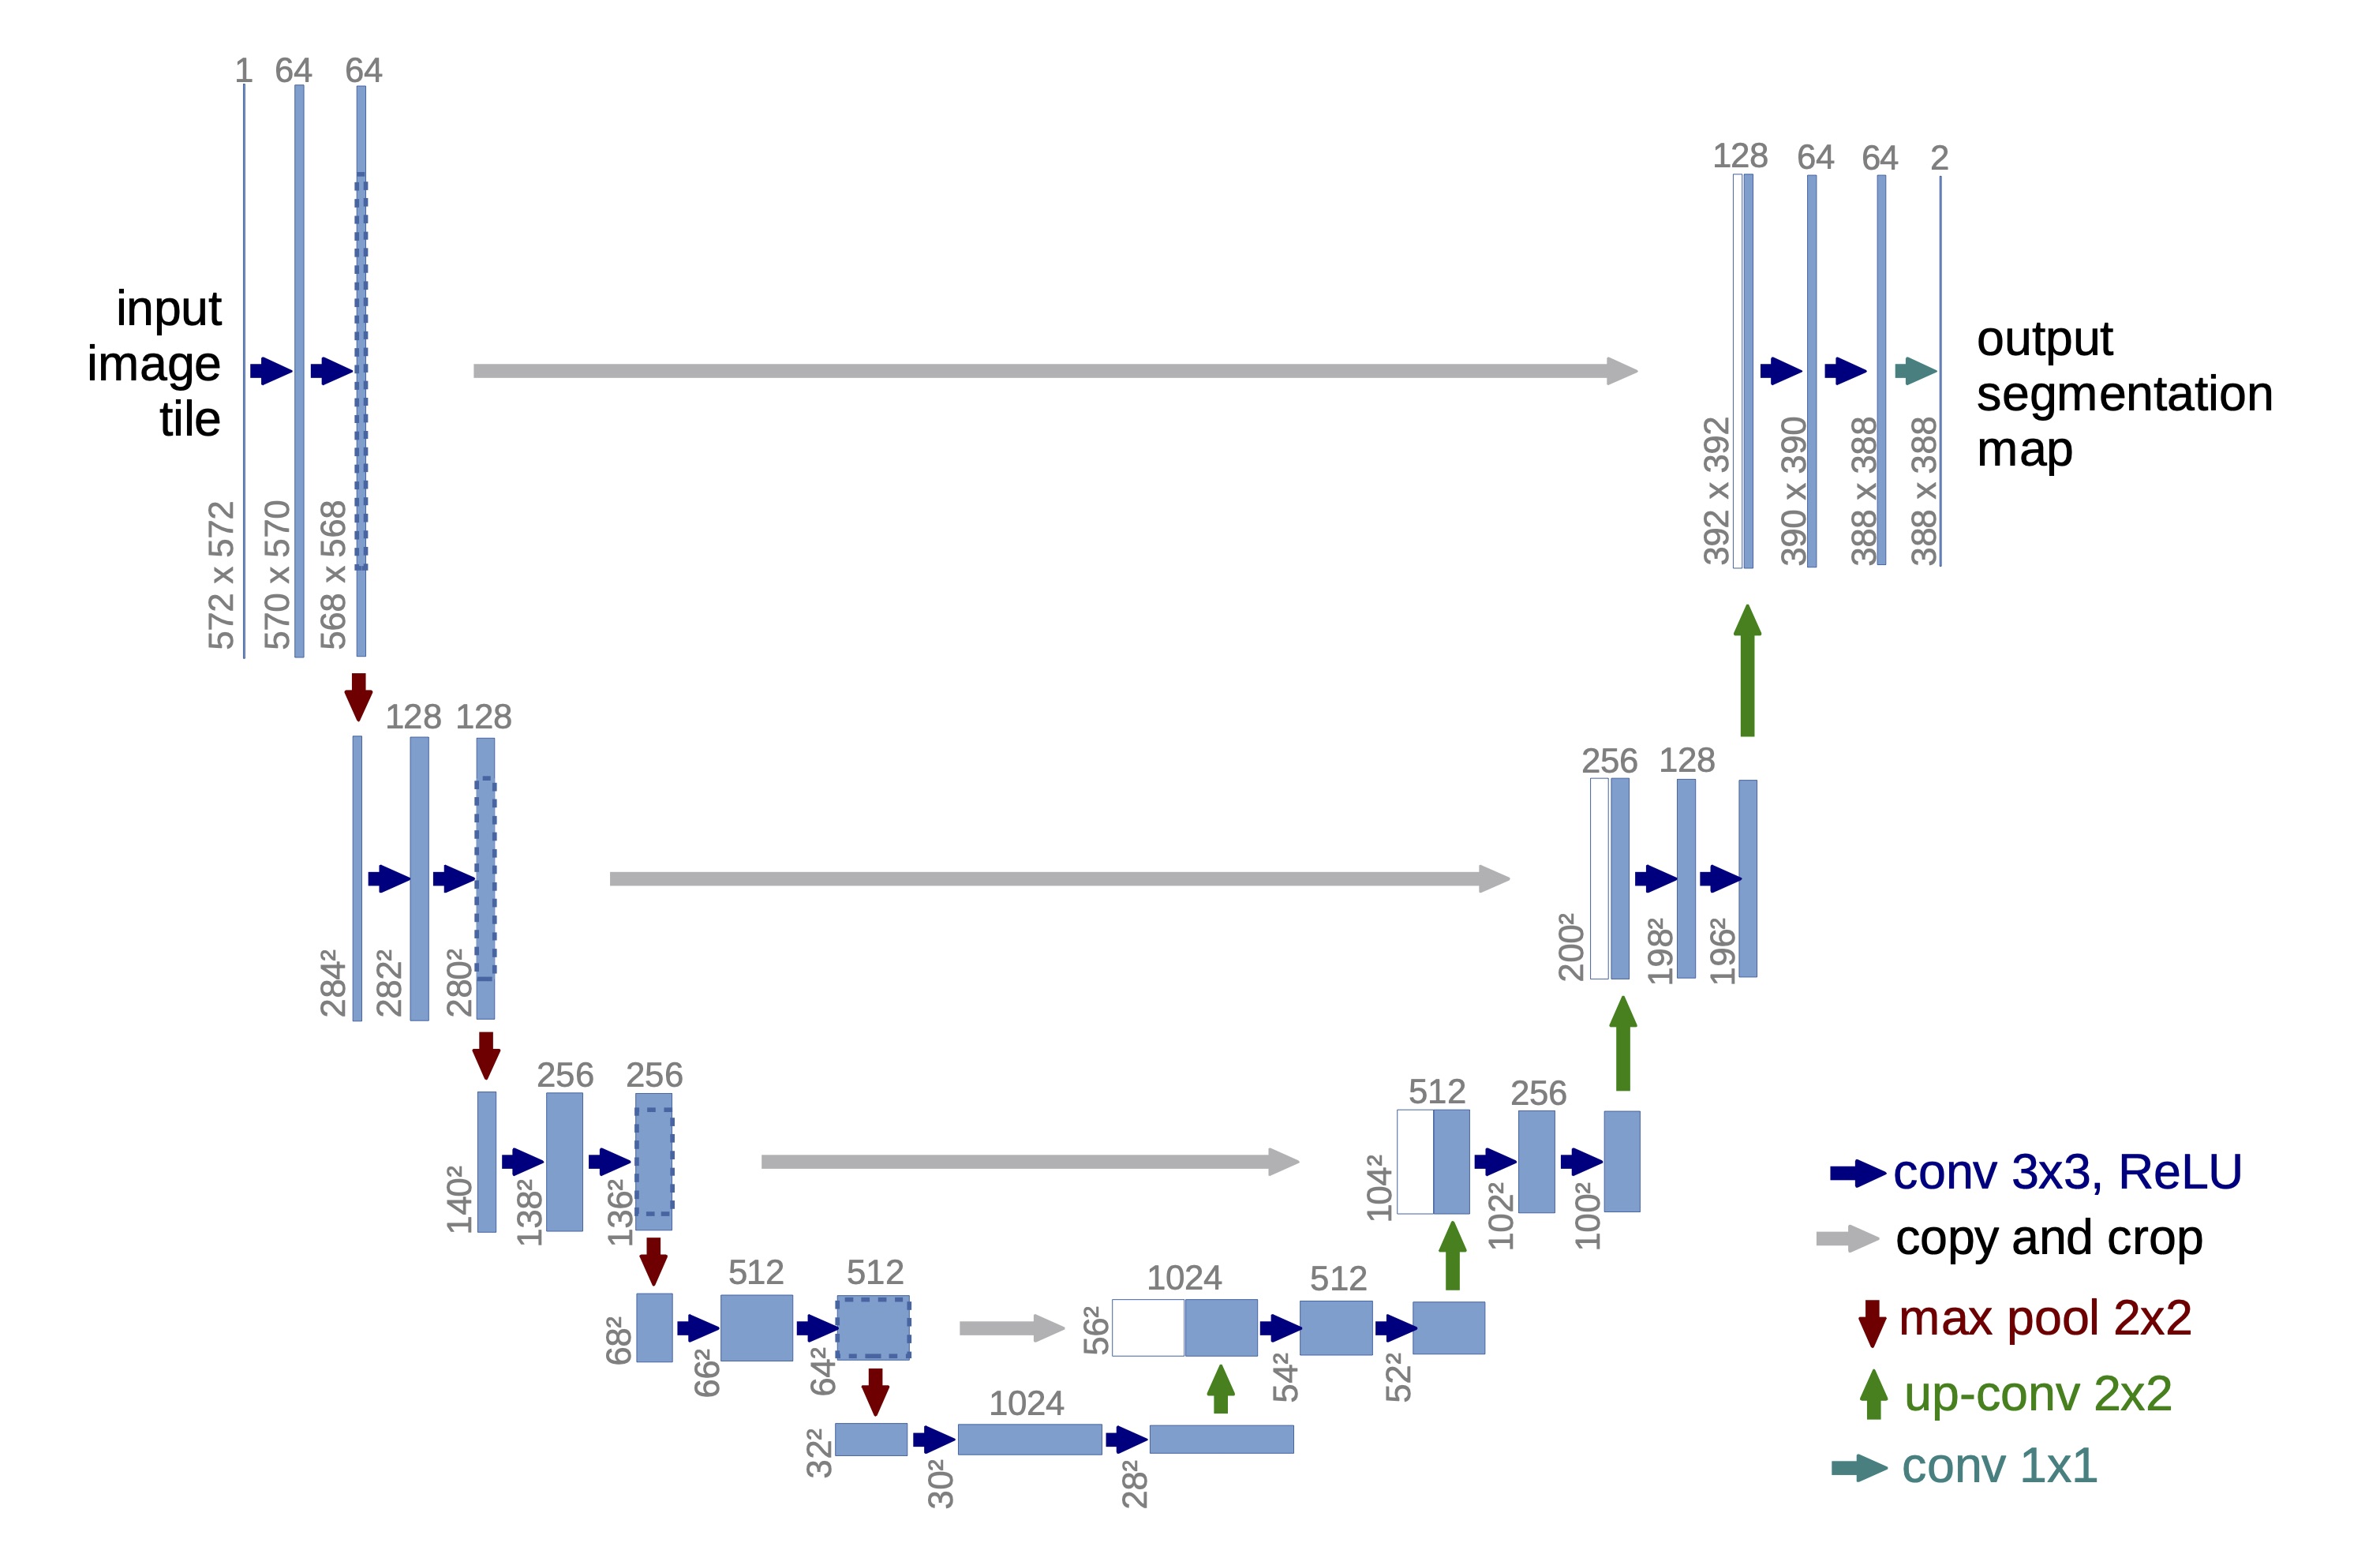 1 64 64
input
image
tile
572 x 572
570 x 570
568 x 568
128 64 64 2
output
segmentation
map
392 x 392
390 x 390
388 x 388
388 x 388
128 128
284²
282²
280²
256 128
200²
198²
196²
256 256
140²
138²
136²
512 256
104²
102²
100²
512 512
68²
66²
64²
1024 512
56²
54²
52²
1024
32²
30²
28²
conv 3x3, ReLU
copy and crop
max pool 2x2
up-conv 2x2
conv 1x1